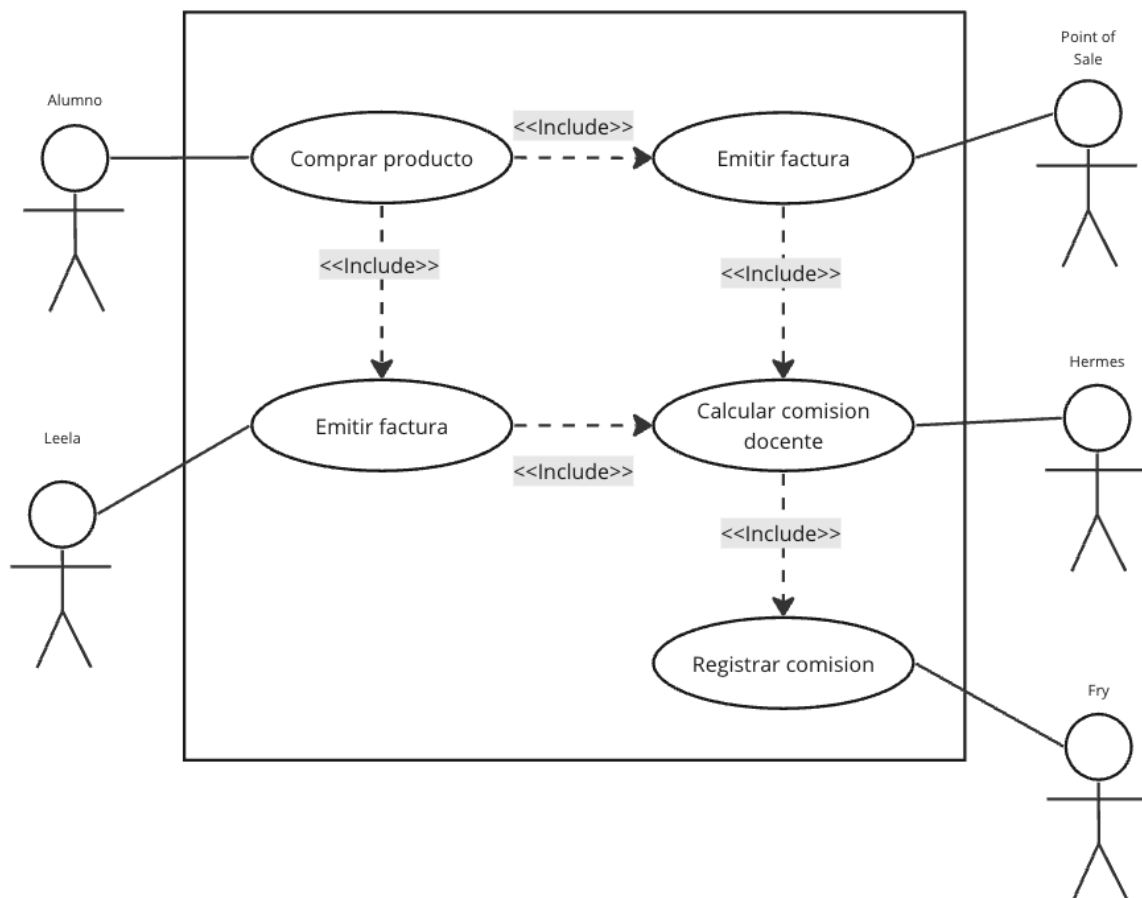 Point of
Sale
Alumno
<<Include>>
Comprar producto
Emitir factura
<<Include>>
<<Include>>
Hermes
Leela
Emitir factura
Calcular comision
docente
<<Include>>
<<Include>>
Registrar comision
Fry